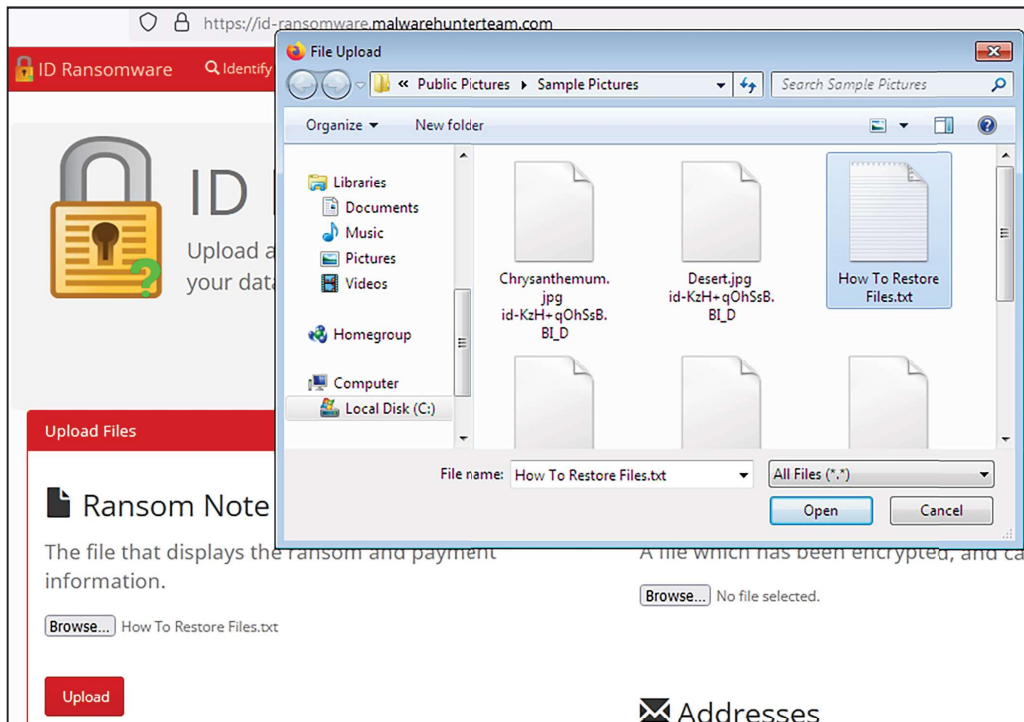 https://id-ransomware.malwarehunterteam.com
ID Ransomware
Identify
ID
Upload a
your data
File Upload
« Public Pictures ▸ Sample Pictures
Search Sample Pictures
Organize
New folder
Libraries
Documents
Music
Pictures
Videos
Homegroup
Computer
Local Disk (C:)
Chrysanthemum.
jpg
id-KzH+qOhSsB.
BI_D
Desert.jpg
id-KzH+qOhSsB.
BI_D
How To Restore
Files.txt
File name: How To Restore Files.txt
All Files (*.*)
Open
Cancel
Upload Files
Ransom Note
The file that displays the ransom and payment
information.
Browse... How To Restore Files.txt
Upload
A file which has been encrypted, and ca
Browse... No file selected.
Addresses